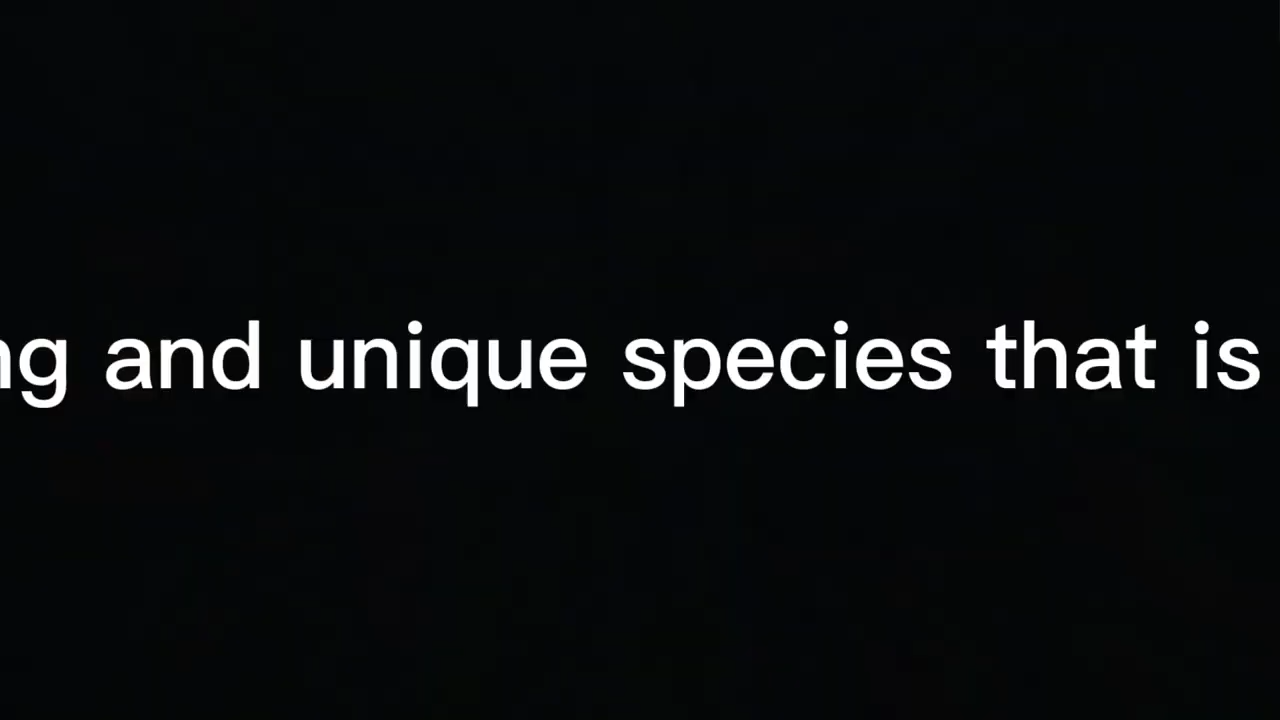 ng and unique species that is